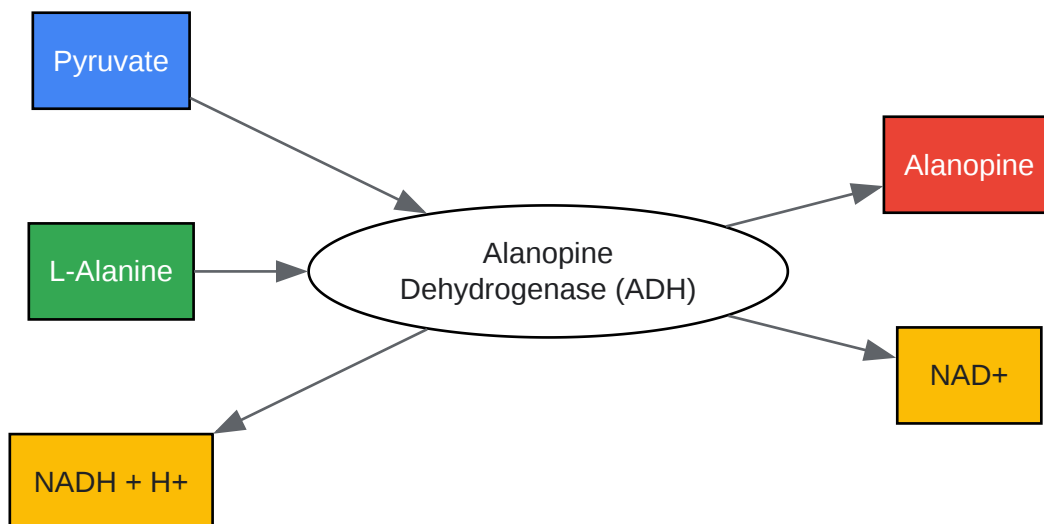 Pyruvate
Alanopine
L-Alanine
Alanopine
Dehydrogenase (ADH)
NAD+
NADH + H+